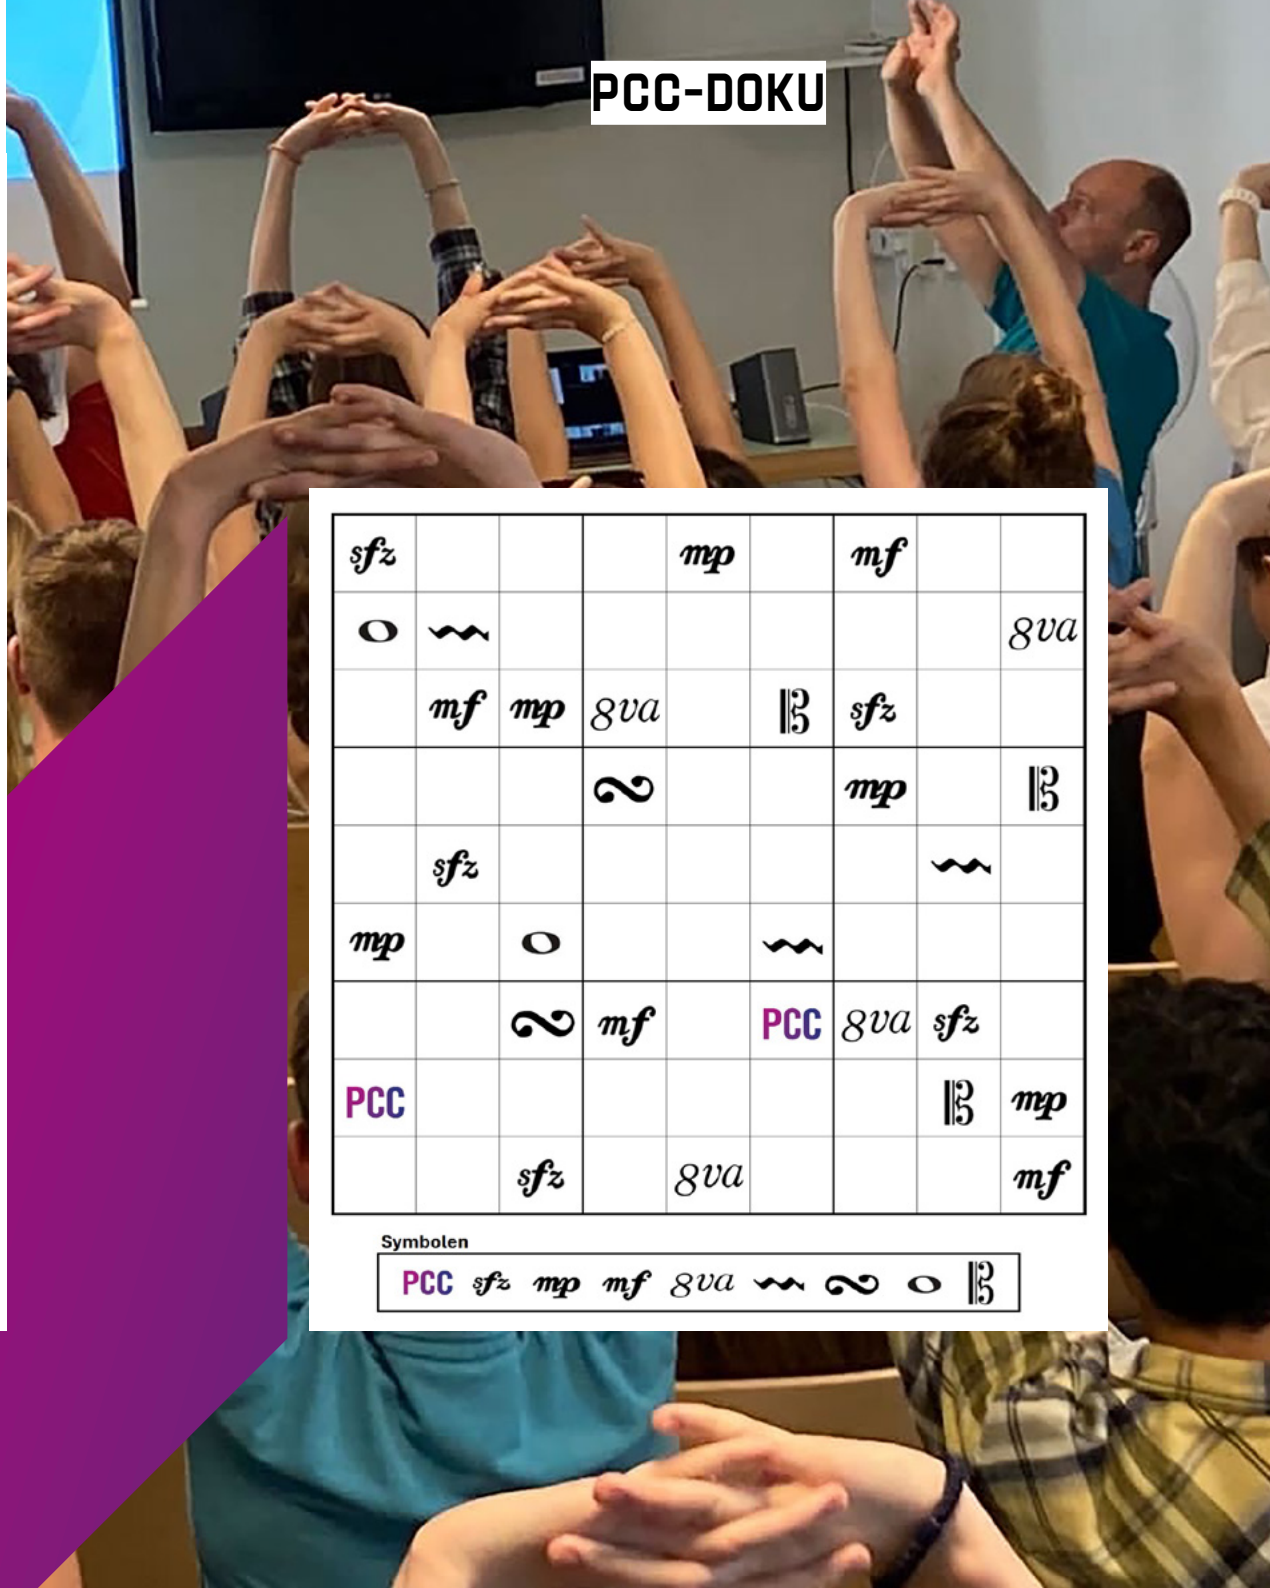 PCC-DOKU
sfz mp mf
8va
mf mp 8va sfz
mp
sfz
mp
mf PCC 8va sfz
PCC mp
sfz 8va mf
Symbolen
PCC sfz mp mf 8va